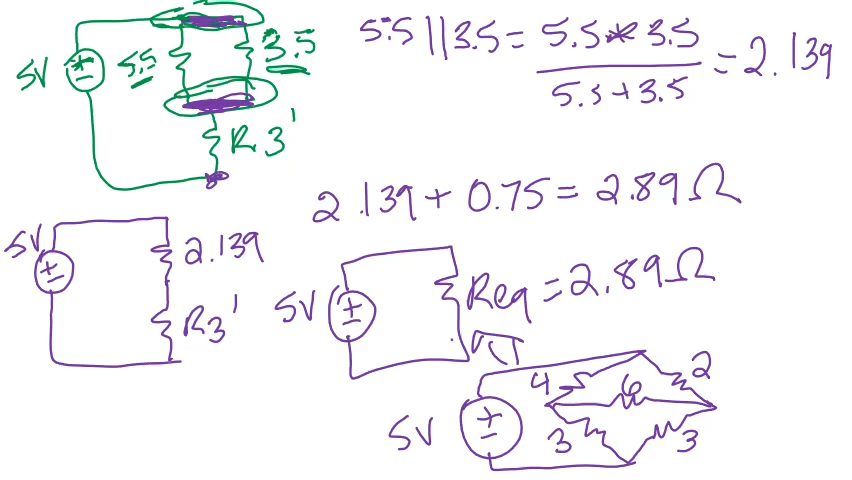 5V
5.5
3.5
R3'
5.5 || 3.5 = 5.5 * 3.5 = 2.139
5.5 + 3.5
2.139 + 0.75 = 2.89 Ω
5V
2.139
R3'
5V
Req = 2.89 Ω
5V
4
6
2
3
3